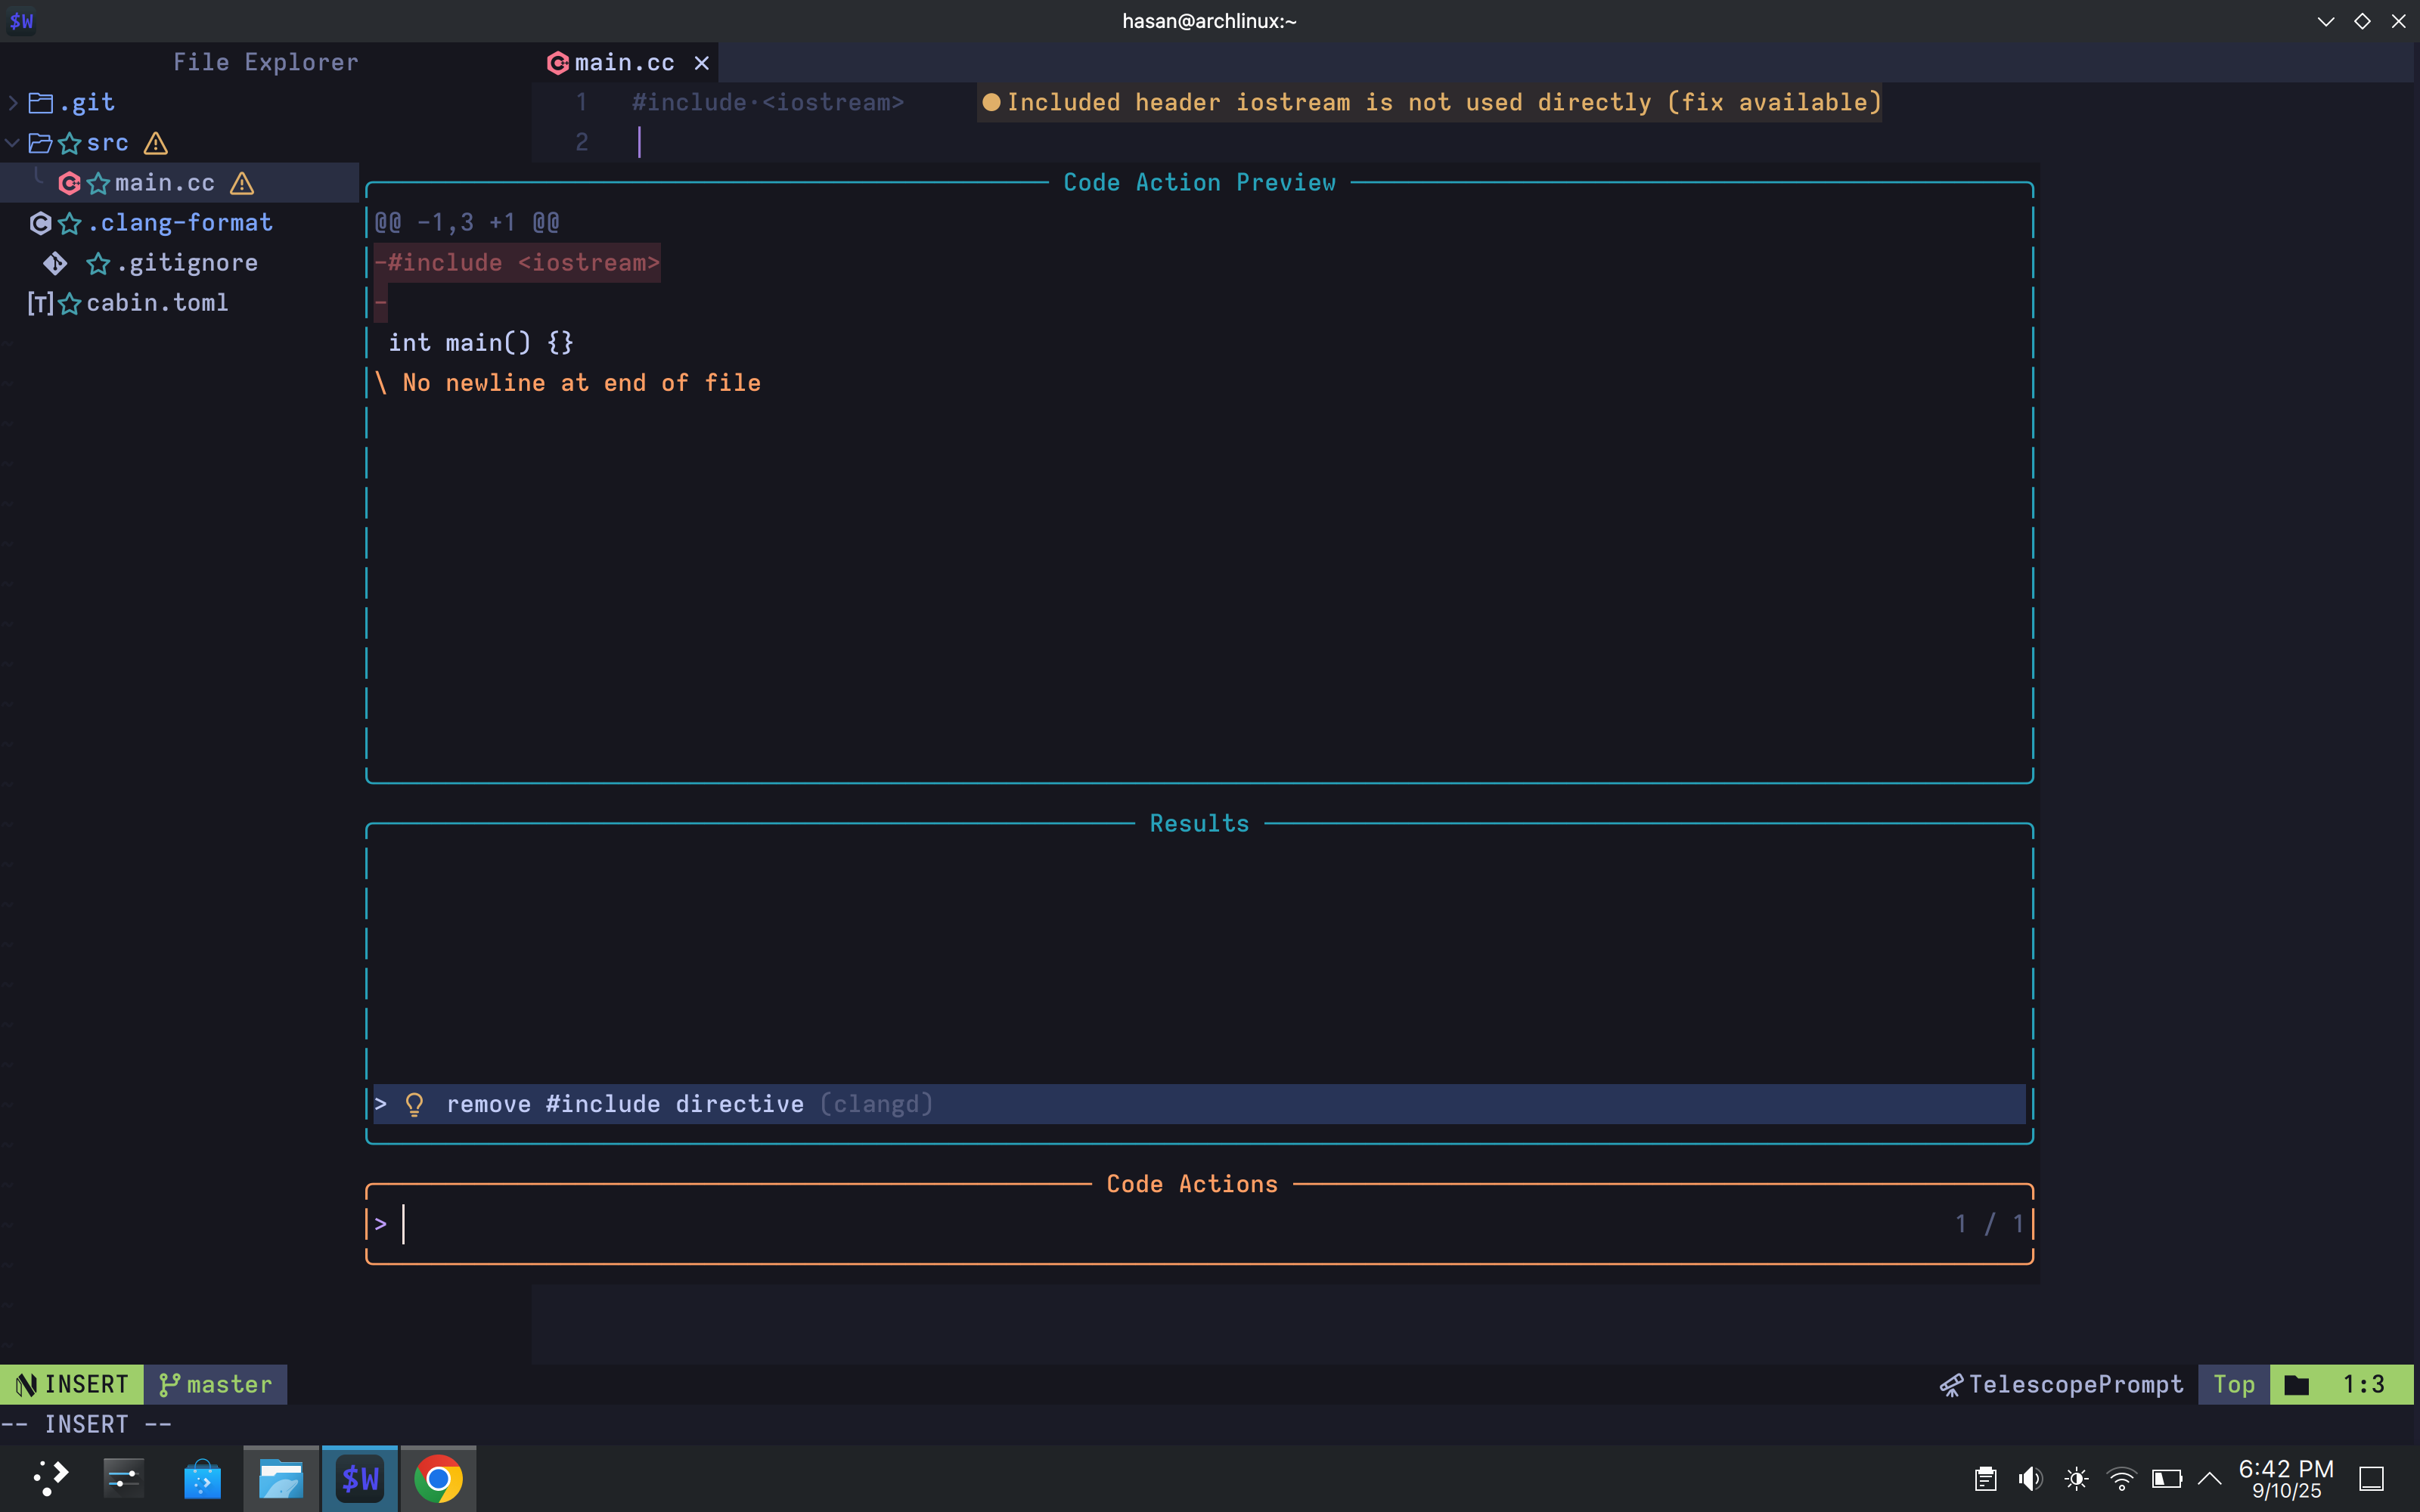 $W
hasan@archlinux:~
File Explorer
main.cc
.git
1 #include·<iostream> Included header iostream is not used directly (fix available)
src
2
main.cc
Code Action Preview
.clang-format
@@ -1,3 +1 @@
.gitignore
-#include <iostream>
[T] cabin.toml
-
int main() {}
\ No newline at end of file
Results
> remove #include directive (clangd)
Code Actions
> 1 / 1
INSERT master TelescopePrompt Top 1:3
-- INSERT --
$W
6:42 PM
9/10/25